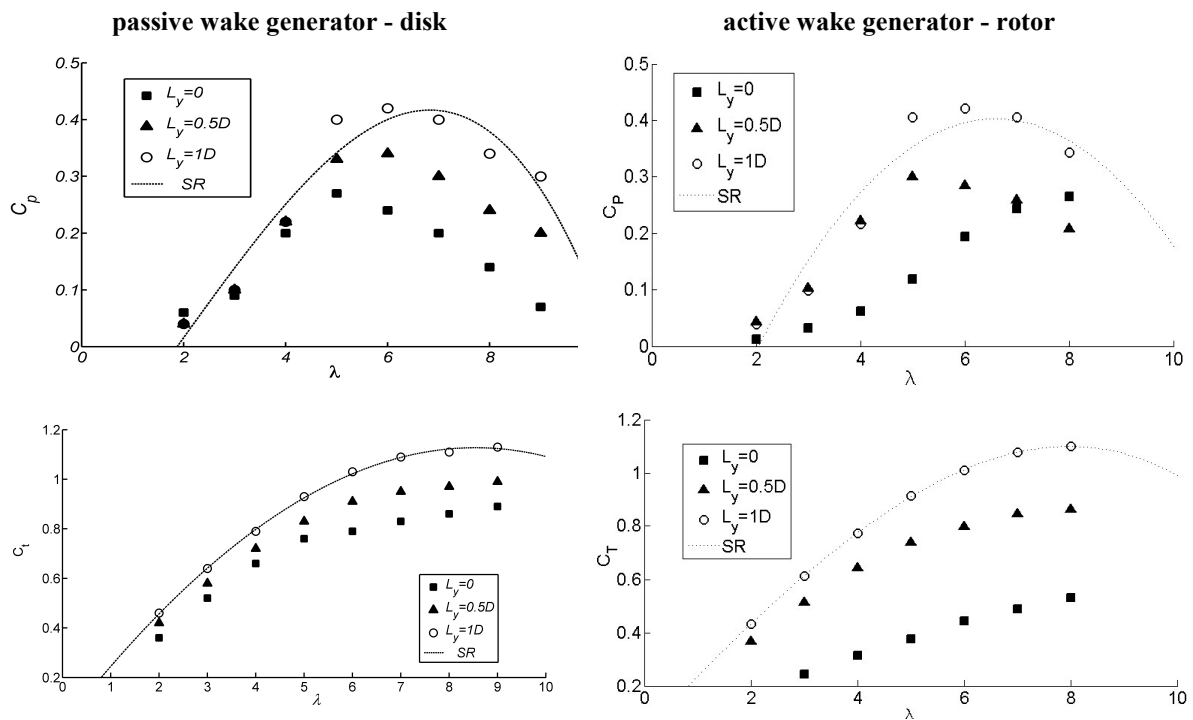 passive wake generator - disk
active wake generator - rotor
0.5
0.4
0.3
0.2
0.1
0
C_p
L_y=0
L_y=0.5D
L_y=1D
SR
0 2 4 6 8
λ
0.5
0.4
0.3
0.2
0.1
0
C_P
L_y=0
L_y=0.5D
L_y=1D
SR
0 2 4 6 8 10
λ
1.2
1
0.8
0.6
0.4
0.2
C_t
L_y=0
L_y=0.5D
L_y=1D
SR
0 1 2 3 4 5 6 7 8 9 10
λ
1.2
1
0.8
0.6
0.4
0.2
C_T
L_y=0
L_y=0.5D
L_y=1D
SR
0 2 4 6 8 10
λ